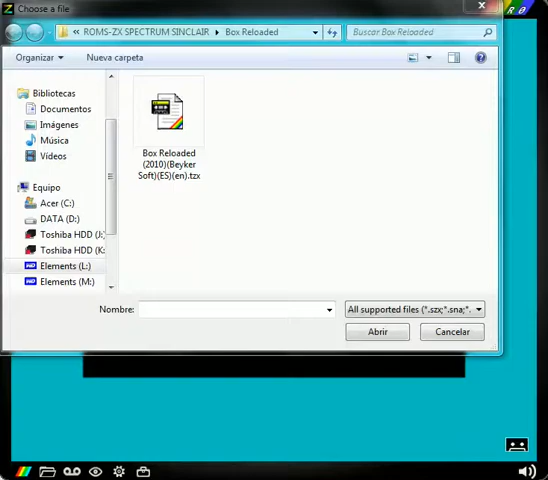 Choose a file
« ROMS-ZX SPECTRUM SINCLAIR Box Reloaded
Buscar Box Reloaded
Organizar Nueva carpeta
Bibliotecas
Documentos
Imágenes
Música
Vídeos
Equipo
Acer (C:)
DATA (D:)
Toshiba HDD (J:
Toshiba HDD (K:
Elements (L:)
Elements (M:)
Box Reloaded
(2010)(Beyker
Soft)(ES)(en).tzx
Nombre:
All supported files (*.szx;*.sna;*.
Abrir Cancelar